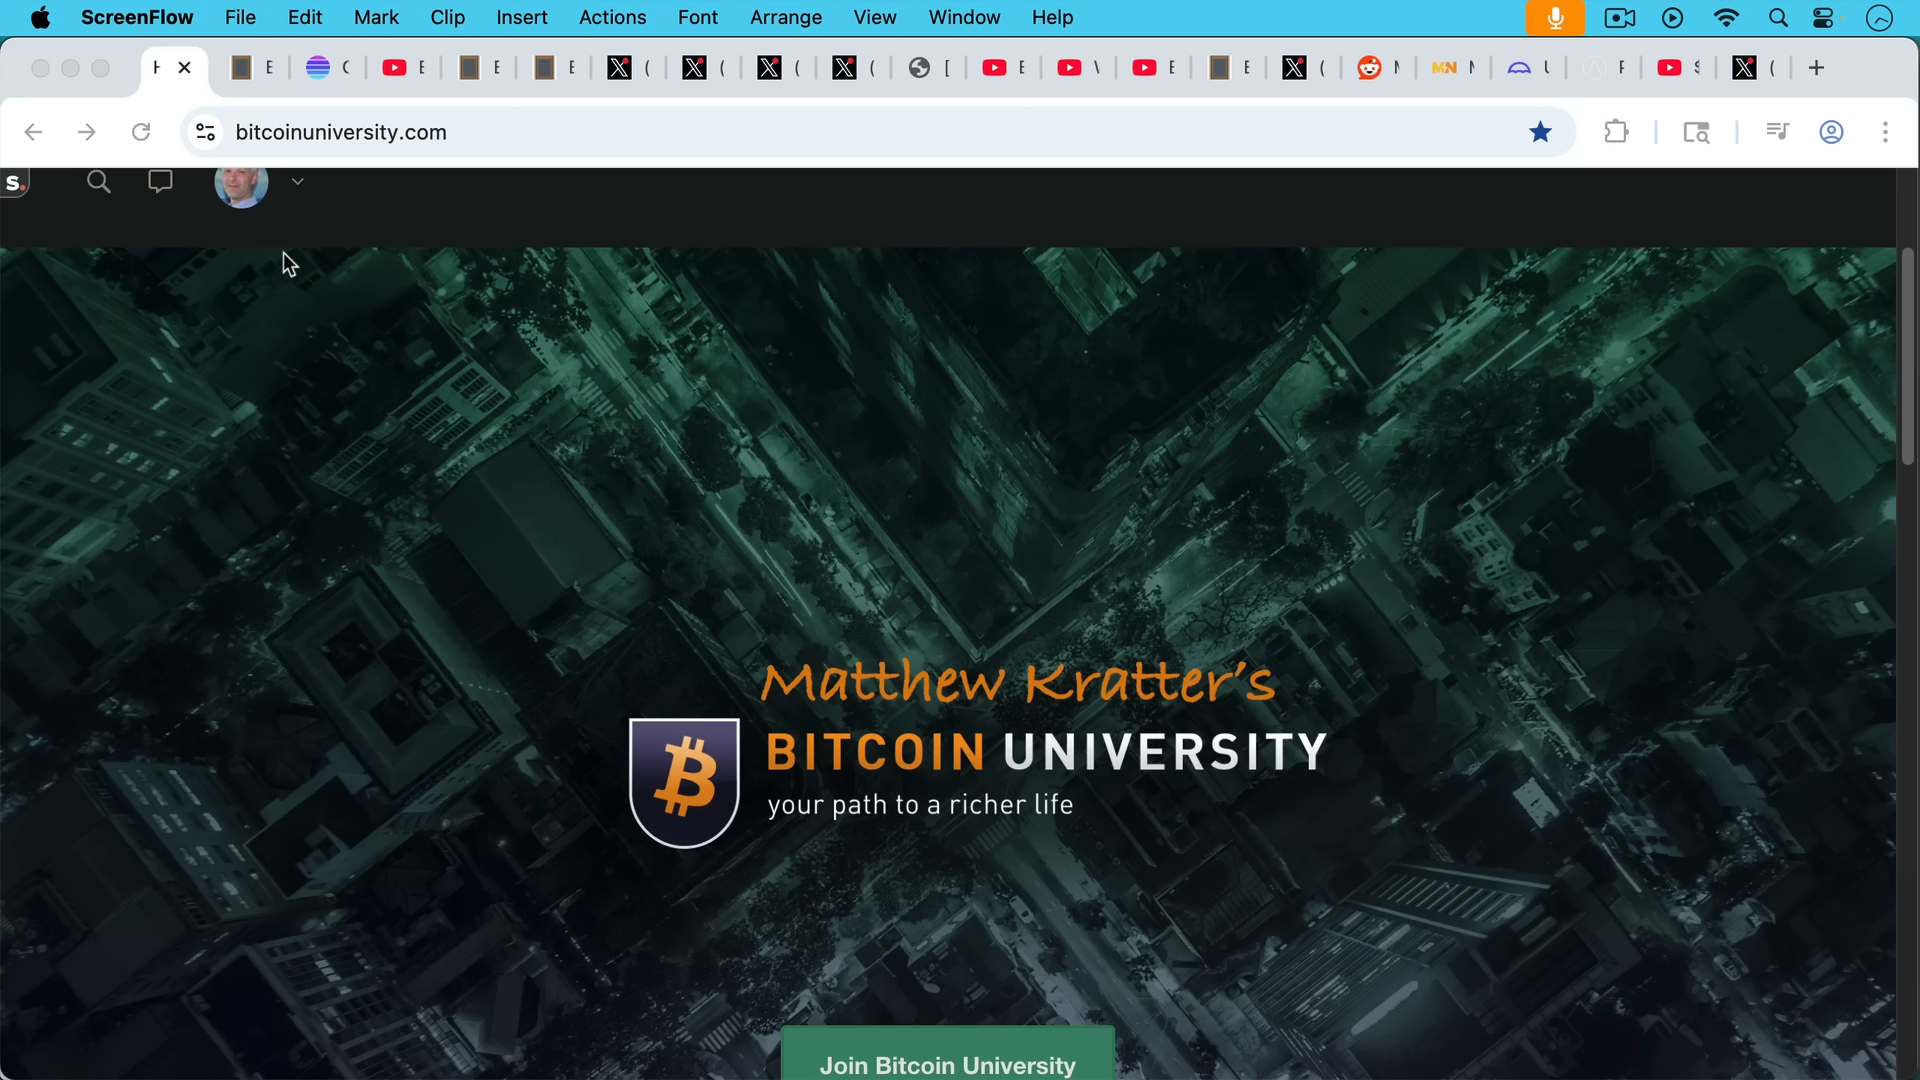 ScreenFlow File Edit Mark Clip Insert Actions Font Arrange View Window Help
E C E E E ( ( ( ( [ E E E ( N MN N F $ (
bitcoinuniversity.com
s.
Matthew Kratter's
BITCOIN UNIVERSITY
your path to a richer life
Join Bitcoin University